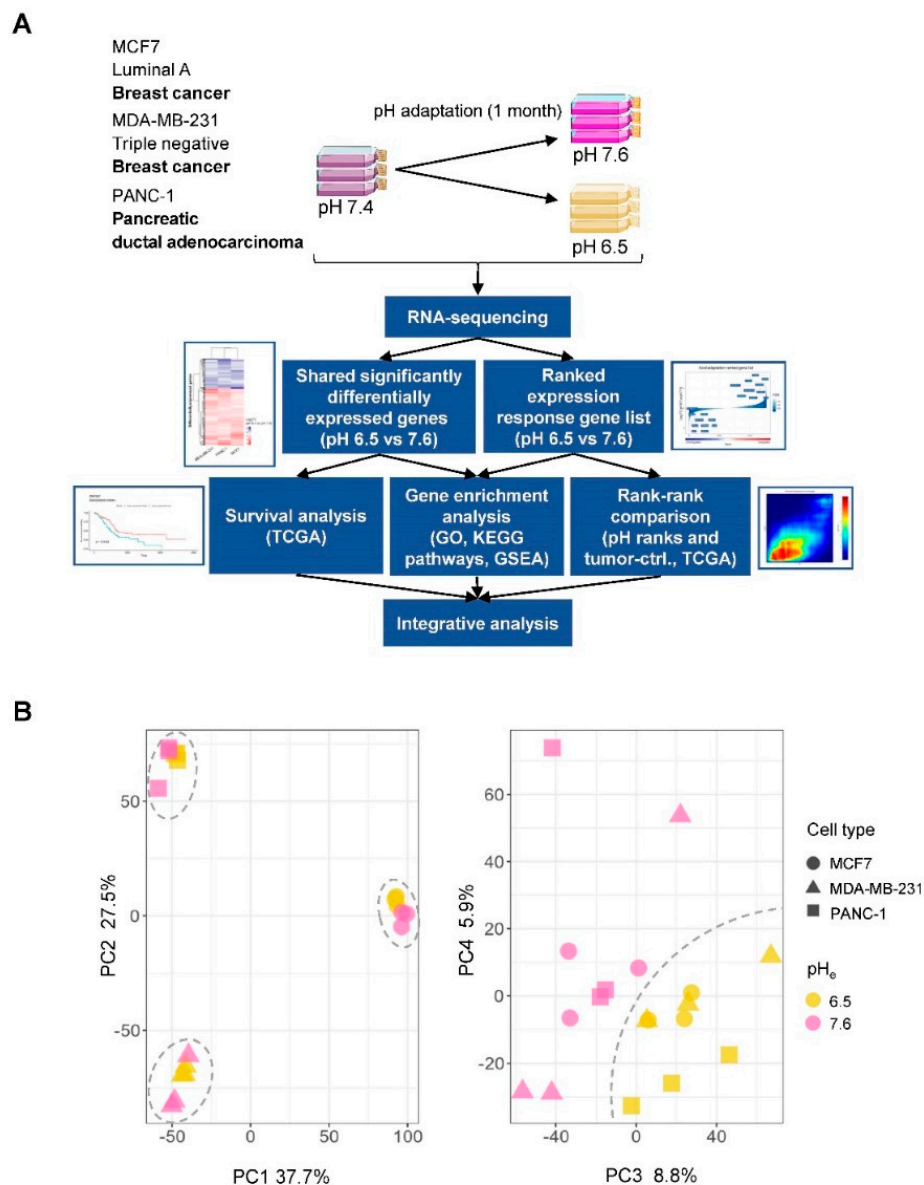 A
MCF7
Luminal A
Breast cancer
MDA-MB-231
Triple negative
Breast cancer
PANC-1
Pancreatic
ductal adenocarcinoma
pH 7.4
pH adaptation (1 month)
pH 7.6
pH 6.5
RNA-sequencing
Shared significantly
differentially
expressed genes
(pH 6.5 vs 7.6)
Ranked
expression
response gene list
(pH 6.5 vs 7.6)
Survival analysis
(TCGA)
Gene enrichment
analysis
(GO, KEGG
pathways, GSEA)
Rank-rank
comparison
(pH ranks and
tumor-ctrl., TCGA)
Integrative analysis
B
50
0
-50
PC2 27.5%
-50
0
50
100
PC1 37.7%
60
40
20
0
-20
PC4 5.9%
-40
0
40
PC3 8.8%
Cell type
MCF7
MDA-MB-231
PANC-1
pHe
6.5
7.6